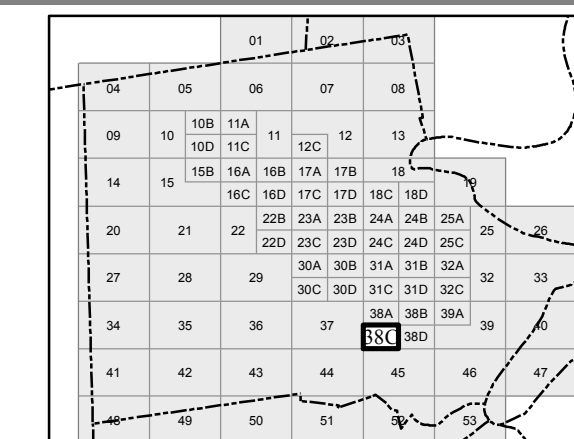 01 02 03
04 05 06 07 08
10B 11A
09 10 11 12 13
10D 11C 12C
15B 16A 16B 17A 17B 18
14 15 19
16C 16D 17C 17D 18C 18D
22B 23A 23B 24A 24B 25A
20 21 22 25 26
22D 23C 23D 24C 24D 25C
30A 30B 31A 31B 32A
27 28 29 32 33
30C 30D 31C 31D 32C
38A 38B 39A
34 35 36 37 39 40
38C 38D
41 42 43 44 45 46 47
48 49 50 51 52 53